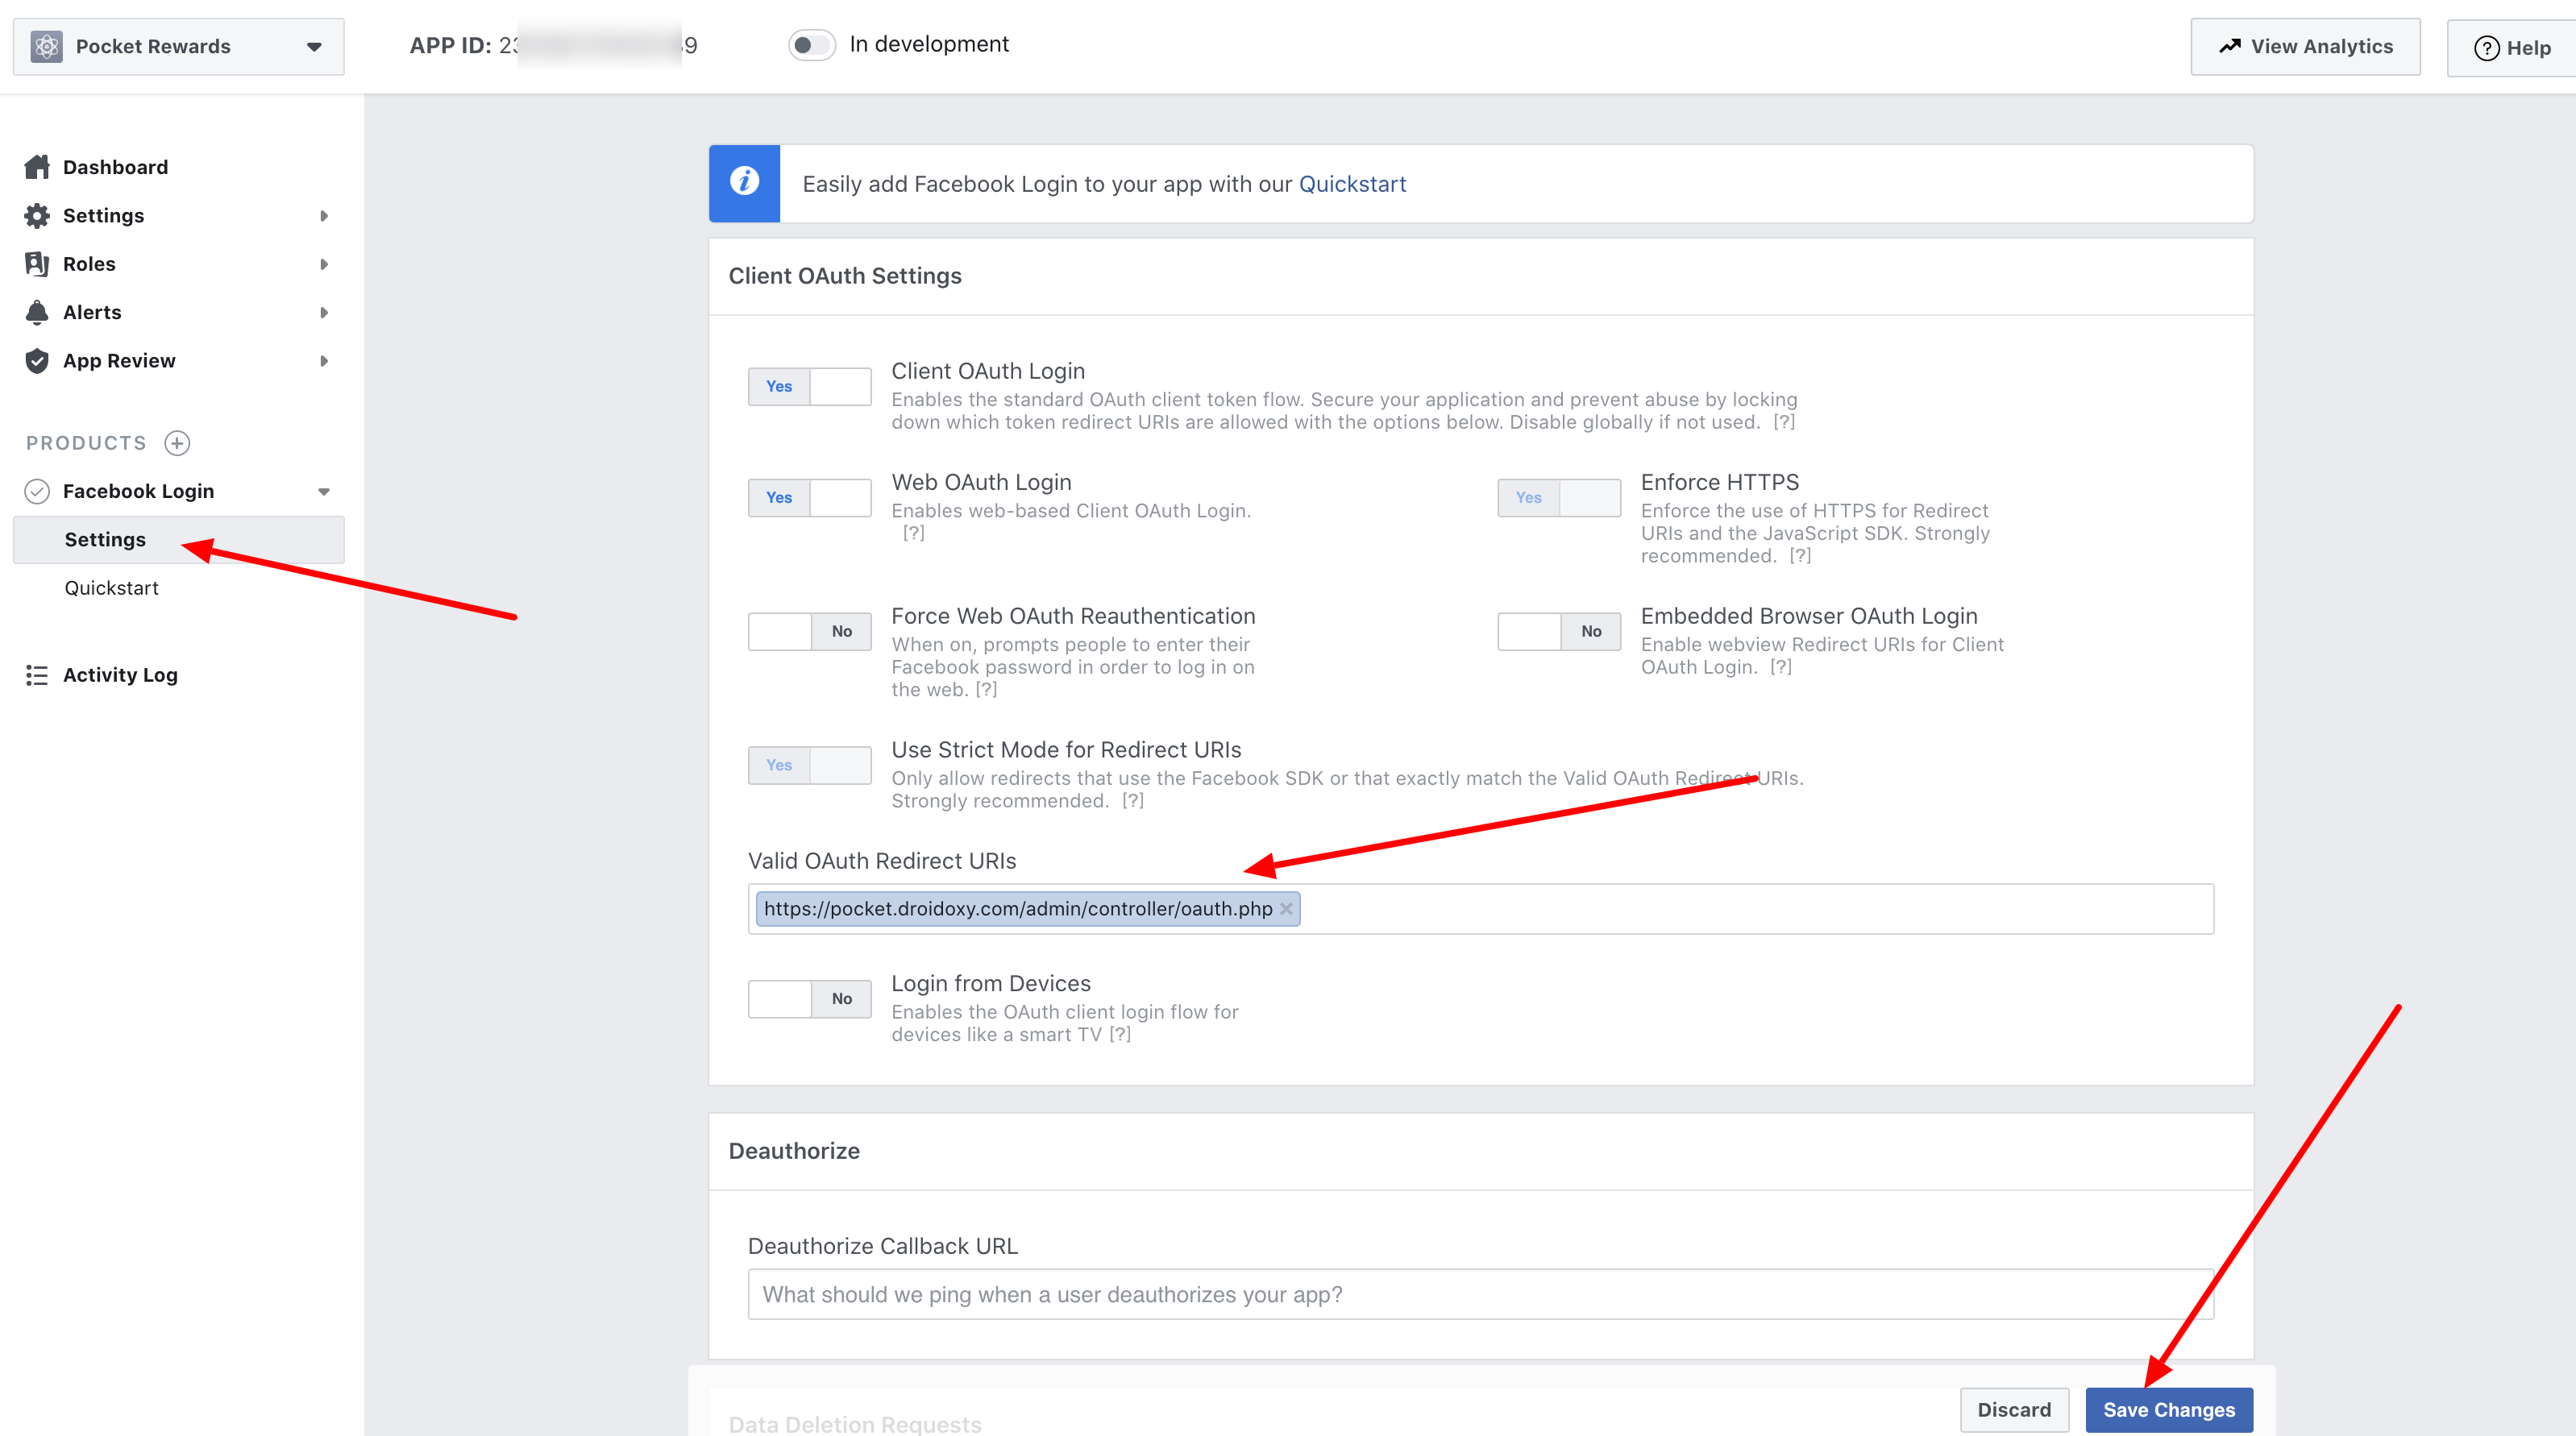 Pocket Rewards
APP ID:
In development
View Analytics
Help
Dashboard
Settings
Roles
Alerts
App Review
PRODUCTS
Facebook Login
Settings
Quickstart
Activity Log
Easily add Facebook Login to your app with our Quickstart
Client OAuth Settings
Yes
Client OAuth Login
Enables the standard OAuth client token flow. Secure your application and prevent abuse by locking
down which token redirect URIs are allowed with the options below. Disable globally if not used. [?]
Yes
Web OAuth Login
Enables web-based Client OAuth Login.
[?]
Yes
Enforce HTTPS
Enforce the use of HTTPS for Redirect
URIs and the JavaScript SDK. Strongly
recommended. [?]
No
Force Web OAuth Reauthentication
When on, prompts people to enter their
Facebook password in order to log in on
the web. [?]
No
Embedded Browser OAuth Login
Enable webview Redirect URIs for Client
OAuth Login. [?]
Yes
Use Strict Mode for Redirect URIs
Only allow redirects that use the Facebook SDK or that exactly match the Valid OAuth Redirect URIs.
Strongly recommended. [?]
Valid OAuth Redirect URIs
https://pocket.droidoxy.com/admin/controller/oauth.php
No
Login from Devices
Enables the OAuth client login flow for
devices like a smart TV [?]
Deauthorize
Deauthorize Callback URL
What should we ping when a user deauthorizes your app?
Data Deletion Requests
Discard
Save Changes